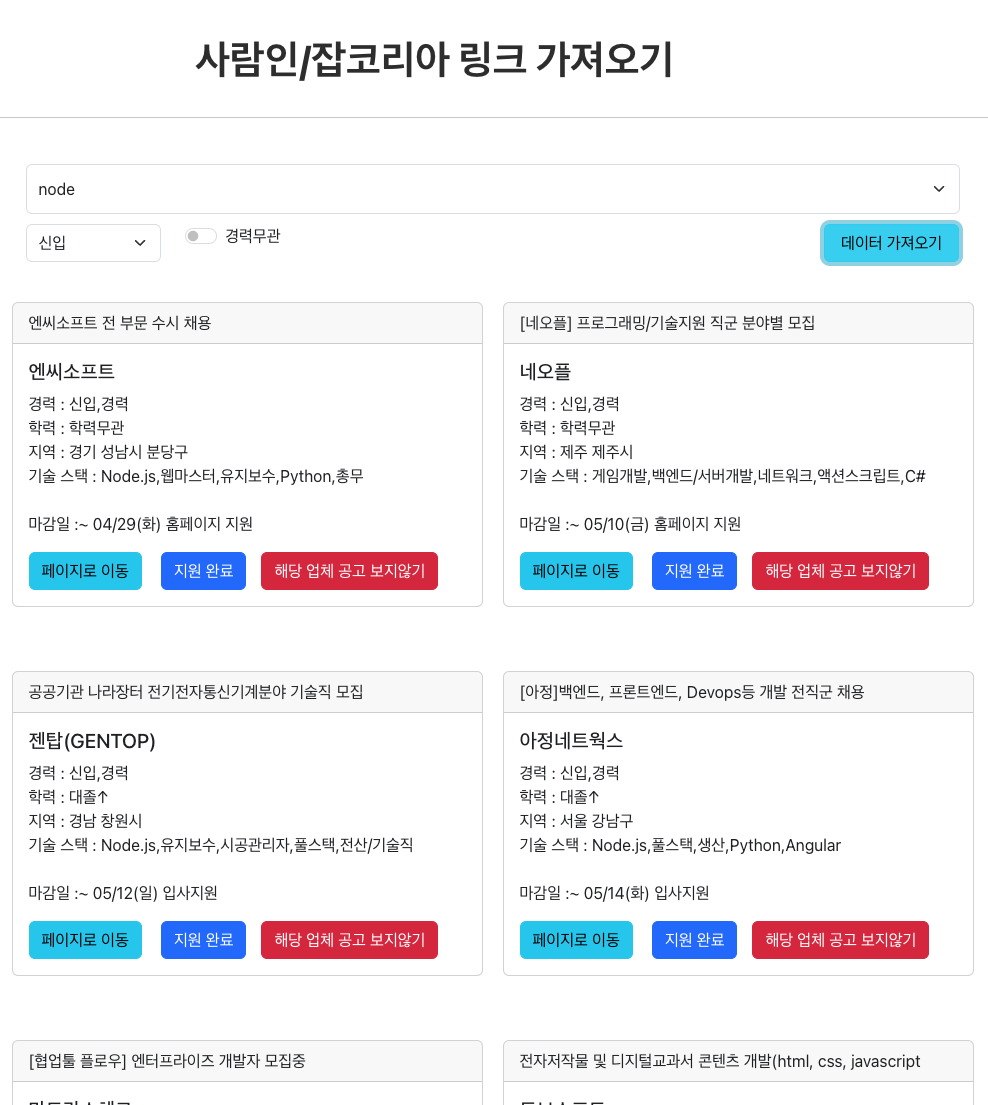 사람인/잡코리아 링크 가져오기
node
신입
경력무관
데이터 가져오기
엔씨소프트 전 부문 수시 채용
엔씨소프트
경력 : 신입,경력
학력 : 학력무관
지역 : 경기 성남시 분당구
기술 스택 : Node.js,웹마스터,유지보수,Python,총무
마감일 :~ 04/29(화) 홈페이지 지원
페이지로 이동
지원 완료
해당 업체 공고 보지않기
[네오플] 프로그래밍/기술지원 직군 분야별 모집
네오플
경력 : 신입,경력
학력 : 학력무관
지역 : 제주 제주시
기술 스택 : 게임개발,백엔드/서버개발,네트워크,액션스크립트,C#
마감일 :~ 05/10(금) 홈페이지 지원
페이지로 이동
지원 완료
해당 업체 공고 보지않기
공공기관 나라장터 전기전자통신기계분야 기술직 모집
젠탑(GENTOP)
경력 : 신입,경력
학력 : 대졸↑
지역 : 경남 창원시
기술 스택 : Node.js,유지보수,시공관리자,풀스택,전산/기술직
마감일 :~ 05/12(일) 입사지원
페이지로 이동
지원 완료
해당 업체 공고 보지않기
[아정]백엔드, 프론트엔드, Devops등 개발 전직군 채용
아정네트웍스
경력 : 신입,경력
학력 : 대졸↑
지역 : 서울 강남구
기술 스택 : Node.js,풀스택,생산,Python,Angular
마감일 :~ 05/14(화) 입사지원
페이지로 이동
지원 완료
해당 업체 공고 보지않기
[협업툴 플로우] 엔터프라이즈 개발자 모집중
전자저작물 및 디지털교과서 콘텐츠 개발(html, css, javascript